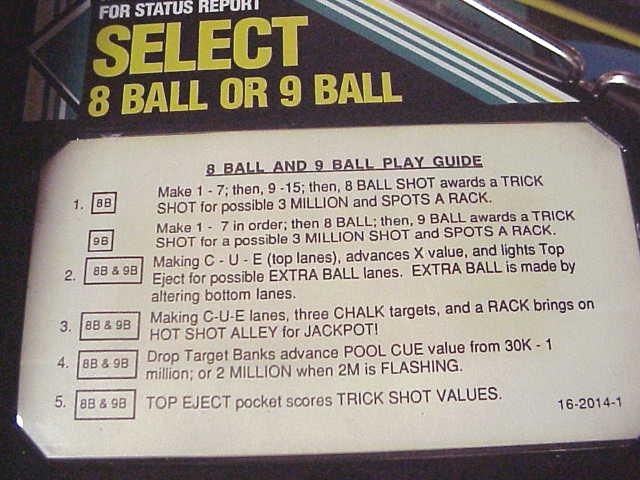 FOR STATUS REPORT
SELECT
8 BALL OR 9 BALL
8 BALL AND 9 BALL PLAY GUIDE
1. 8B Make 1 - 7; then, 9 -15; then, 8 BALL SHOT awards a TRICK
SHOT for possible 3 MILLION and SPOTS A RACK.
9B Make 1 - 7 in order; then 8 BALL; then, 9 BALL awards a TRICK
SHOT for a possible 3 MILLION SHOT and SPOTS A RACK.
2. 8B & 9B Making C - U - E (top lanes), advances X value, and lights Top
Eject for possible EXTRA BALL lanes. EXTRA BALL is made by
altering bottom lanes.
3. 8B & 9B Making C-U-E lanes, three CHALK targets, and a RACK brings on
HOT SHOT ALLEY for JACKPOT!
4. 8B & 9B Drop Target Banks advance POOL CUE value from 30K - 1
million; or 2 MILLION when 2M is FLASHING.
5. 8B & 9B TOP EJECT pocket scores TRICK SHOT VALUES.
16-2014-1